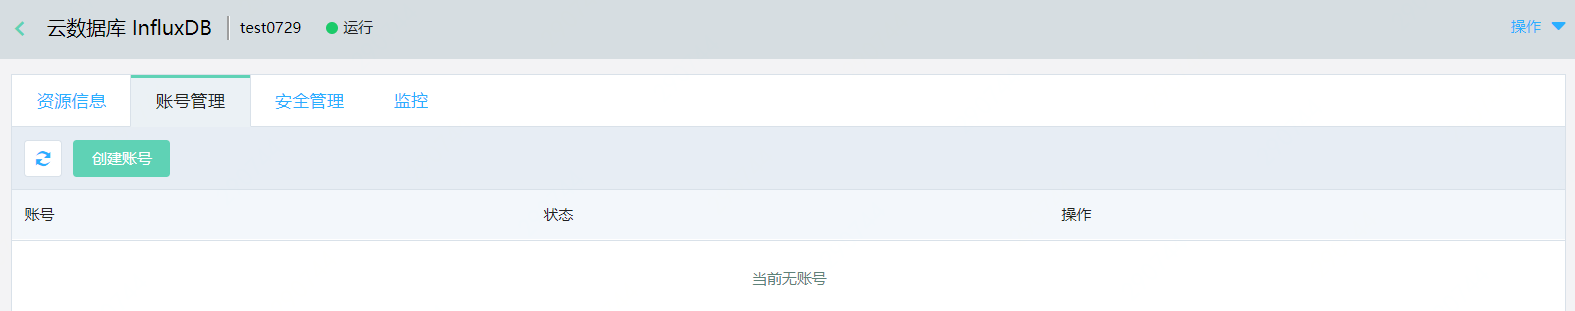 云数据库 InfluxDB test0729 运行 操作
资源信息 账号管理 安全管理 监控
创建账号
账号 状态 操作
当前无账号